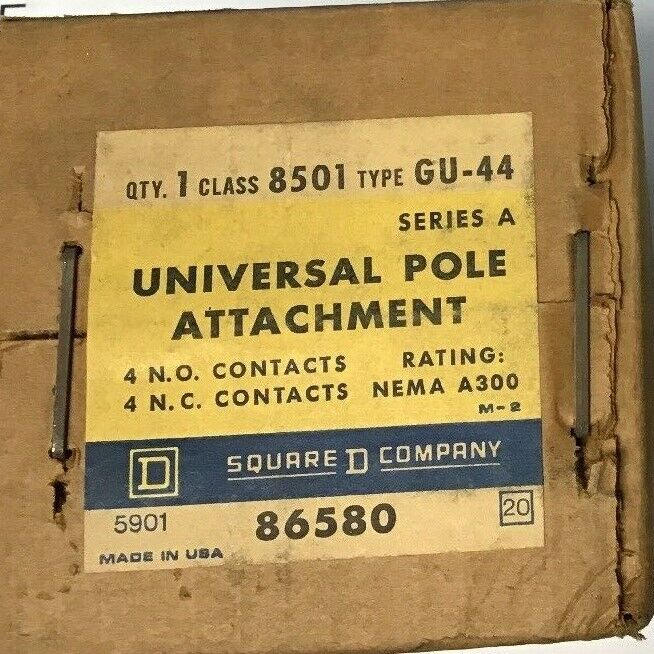 QTY. 1 CLASS 8501 TYPE GU-44
SERIES A
UNIVERSAL POLE
ATTACHMENT
4 N.O. CONTACTS RATING:
4 N.C. CONTACTS NEMA A300
M-2
D SQUARE D COMPANY
5901 86580 20
MADE IN USA